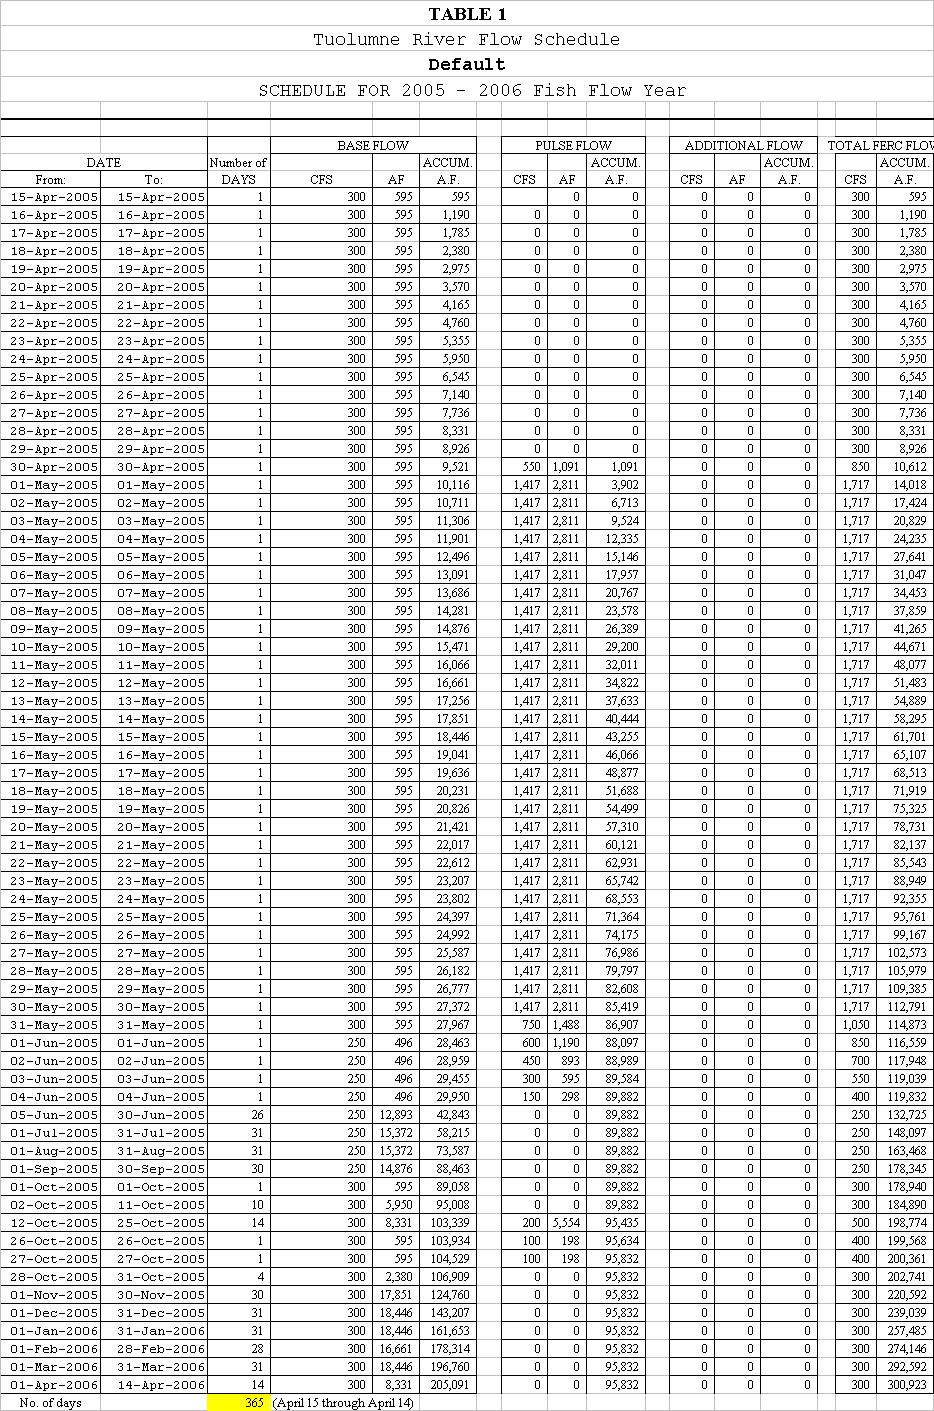 TABLE 1
Tuolumne River Flow Schedule
Default
SCHEDULE FOR 2005 - 2006 Fish Flow Year
BASE FLOW PULSE FLOW ADDITIONAL FLOW TOTAL FERC FLOW
DATE Number of ACCUM. ACCUM. ACCUM. ACCUM.
From: To: DAYS CFS AF A.F. CFS AF A.F. CFS AF A.F. CFS A.F.
15-Apr-2005 15-Apr-2005 1 300 595 595 0 0 0 0 0 300 595
16-Apr-2005 16-Apr-2005 1 300 595 1,190 0 0 0 0 0 0 300 1,190
17-Apr-2005 17-Apr-2005 1 300 595 1,785 0 0 0 0 0 0 300 1,785
18-Apr-2005 18-Apr-2005 1 300 595 2,380 0 0 0 0 0 0 300 2,380
19-Apr-2005 19-Apr-2005 1 300 595 2,975 0 0 0 0 0 0 300 2,975
20-Apr-2005 20-Apr-2005 1 300 595 3,570 0 0 0 0 0 0 300 3,570
21-Apr-2005 21-Apr-2005 1 300 595 4,165 0 0 0 0 0 0 300 4,165
22-Apr-2005 22-Apr-2005 1 300 595 4,760 0 0 0 0 0 0 300 4,760
23-Apr-2005 23-Apr-2005 1 300 595 5,355 0 0 0 0 0 0 300 5,355
24-Apr-2005 24-Apr-2005 1 300 595 5,950 0 0 0 0 0 0 300 5,950
25-Apr-2005 25-Apr-2005 1 300 595 6,545 0 0 0 0 0 0 300 6,545
26-Apr-2005 26-Apr-2005 1 300 595 7,140 0 0 0 0 0 0 300 7,140
27-Apr-2005 27-Apr-2005 1 300 595 7,736 0 0 0 0 0 0 300 7,736
28-Apr-2005 28-Apr-2005 1 300 595 8,331 0 0 0 0 0 0 300 8,331
29-Apr-2005 29-Apr-2005 1 300 595 8,926 0 0 0 0 0 0 300 8,926
30-Apr-2005 30-Apr-2005 1 300 595 9,521 550 1,091 1,091 0 0 0 850 10,612
01-May-2005 01-May-2005 1 300 595 10,116 1,417 2,811 3,902 0 0 0 1,717 14,018
02-May-2005 02-May-2005 1 300 595 10,711 1,417 2,811 6,713 0 0 0 1,717 17,424
03-May-2005 03-May-2005 1 300 595 11,306 1,417 2,811 9,524 0 0 0 1,717 20,829
04-May-2005 04-May-2005 1 300 595 11,901 1,417 2,811 12,335 0 0 0 1,717 24,235
05-May-2005 05-May-2005 1 300 595 12,496 1,417 2,811 15,146 0 0 0 1,717 27,641
06-May-2005 06-May-2005 1 300 595 13,091 1,417 2,811 17,957 0 0 0 1,717 31,047
07-May-2005 07-May-2005 1 300 595 13,686 1,417 2,811 20,767 0 0 0 1,717 34,453
08-May-2005 08-May-2005 1 300 595 14,281 1,417 2,811 23,578 0 0 0 1,717 37,859
09-May-2005 09-May-2005 1 300 595 14,876 1,417 2,811 26,389 0 0 0 1,717 41,265
10-May-2005 10-May-2005 1 300 595 15,471 1,417 2,811 29,200 0 0 0 1,717 44,671
11-May-2005 11-May-2005 1 300 595 16,066 1,417 2,811 32,011 0 0 0 1,717 48,077
12-May-2005 12-May-2005 1 300 595 16,661 1,417 2,811 34,822 0 0 0 1,717 51,483
13-May-2005 13-May-2005 1 300 595 17,256 1,417 2,811 37,633 0 0 0 1,717 54,889
14-May-2005 14-May-2005 1 300 595 17,851 1,417 2,811 40,444 0 0 0 1,717 58,295
15-May-2005 15-May-2005 1 300 595 18,446 1,417 2,811 43,255 0 0 0 1,717 61,701
16-May-2005 16-May-2005 1 300 595 19,041 1,417 2,811 46,066 0 0 0 1,717 65,107
17-May-2005 17-May-2005 1 300 595 19,636 1,417 2,811 48,877 0 0 0 1,717 68,513
18-May-2005 18-May-2005 1 300 595 20,231 1,417 2,811 51,688 0 0 0 1,717 71,919
19-May-2005 19-May-2005 1 300 595 20,826 1,417 2,811 54,499 0 0 0 1,717 75,325
20-May-2005 20-May-2005 1 300 595 21,421 1,417 2,811 57,310 0 0 0 1,717 78,731
21-May-2005 21-May-2005 1 300 595 22,017 1,417 2,811 60,121 0 0 0 1,717 82,137
22-May-2005 22-May-2005 1 300 595 22,612 1,417 2,811 62,931 0 0 0 1,717 85,543
23-May-2005 23-May-2005 1 300 595 23,207 1,417 2,811 65,742 0 0 0 1,717 88,949
24-May-2005 24-May-2005 1 300 595 23,802 1,417 2,811 68,553 0 0 0 1,717 92,355
25-May-2005 25-May-2005 1 300 595 24,397 1,417 2,811 71,364 0 0 0 1,717 95,761
26-May-2005 26-May-2005 1 300 595 24,992 1,417 2,811 74,175 0 0 0 1,717 99,167
27-May-2005 27-May-2005 1 300 595 25,587 1,417 2,811 76,986 0 0 0 1,717 102,573
28-May-2005 28-May-2005 1 300 595 26,182 1,417 2,811 79,797 0 0 0 1,717 105,979
29-May-2005 29-May-2005 1 300 595 26,777 1,417 2,811 82,608 0 0 0 1,717 109,385
30-May-2005 30-May-2005 1 300 595 27,372 1,417 2,811 85,419 0 0 0 1,717 112,791
31-May-2005 31-May-2005 1 300 595 27,967 750 1,488 86,907 0 0 0 1,050 114,873
01-Jun-2005 01-Jun-2005 1 250 496 28,463 600 1,190 88,097 0 0 0 850 116,559
02-Jun-2005 02-Jun-2005 1 250 496 28,959 450 893 88,989 0 0 0 700 117,948
03-Jun-2005 03-Jun-2005 1 250 496 29,455 300 595 89,584 0 0 0 550 119,039
04-Jun-2005 04-Jun-2005 1 250 496 29,950 150 298 89,882 0 0 0 400 119,832
05-Jun-2005 30-Jun-2005 26 250 12,893 42,843 0 0 89,882 0 0 0 250 132,725
01-Jul-2005 31-Jul-2005 31 250 15,372 58,215 0 0 89,882 0 0 0 250 148,097
01-Aug-2005 31-Aug-2005 31 250 15,372 73,587 0 0 89,882 0 0 0 250 163,468
01-Sep-2005 30-Sep-2005 30 250 14,876 88,463 0 0 89,882 0 0 0 250 178,345
01-Oct-2005 01-Oct-2005 1 300 595 89,058 0 0 89,882 0 0 0 300 178,940
02-Oct-2005 11-Oct-2005 10 300 5,950 95,008 0 0 89,882 0 0 0 300 184,890
12-Oct-2005 25-Oct-2005 14 300 8,331 103,339 200 5,554 95,435 0 0 0 500 198,774
26-Oct-2005 26-Oct-2005 1 300 595 103,934 100 198 95,634 0 0 0 400 199,568
27-Oct-2005 27-Oct-2005 1 300 595 104,529 100 198 95,832 0 0 0 400 200,361
28-Oct-2005 31-Oct-2005 4 300 2,380 106,909 0 0 95,832 0 0 0 300 202,741
01-Nov-2005 30-Nov-2005 30 300 17,851 124,760 0 0 95,832 0 0 0 300 220,592
01-Dec-2005 31-Dec-2005 31 300 18,446 143,207 0 0 95,832 0 0 0 300 239,039
01-Jan-2006 31-Jan-2006 31 300 18,446 161,653 0 0 95,832 0 0 0 300 257,485
01-Feb-2006 28-Feb-2006 28 300 16,661 178,314 0 0 95,832 0 0 0 300 274,146
01-Mar-2006 31-Mar-2006 31 300 18,446 196,760 0 0 95,832 0 0 0 300 292,592
01-Apr-2006 14-Apr-2006 14 300 8,331 205,091 0 0 95,832 0 0 0 300 300,923
No. of days 365 (April 15 through April 14)